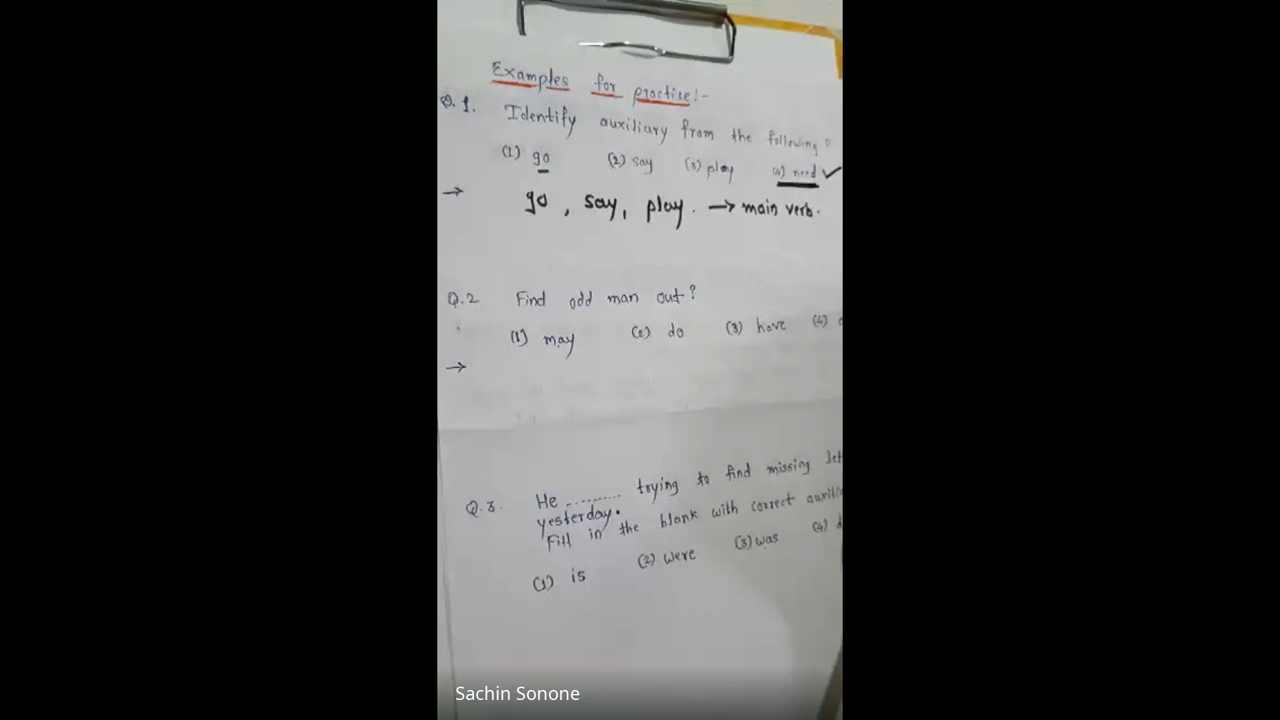 Examples for practice:-
Q.1. Identify auxiliary from the following?
(1) go (2) say (3) play (4) need ✓
→ go, say, play. → main verb.
Q.2 Find odd man out?
(1) may (2) do (3) have (4)
→
Q.3. He .......... trying to find missing
yesterday.
Fill in the blank with correct
(1) is (2) were (3) was (4)
Sachin Sonone